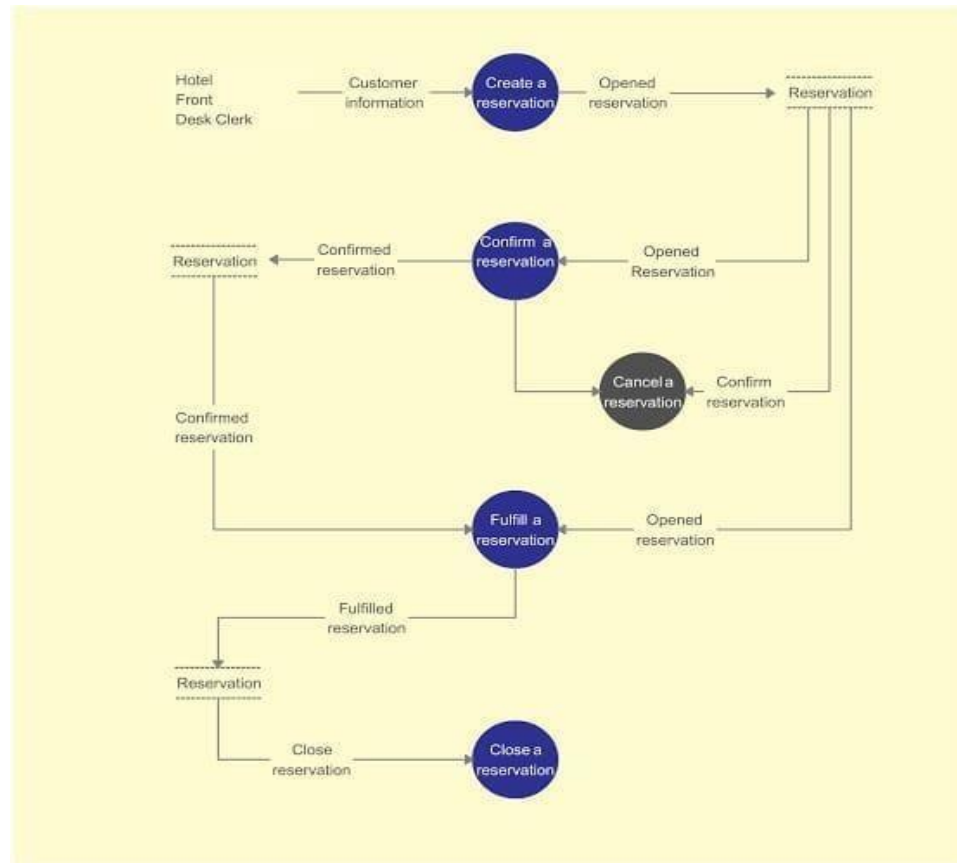 Hotel
Front
Desk Clerk
Customer
information
Create a
reservation
Opened
reservation
Reservation
Reservation
Confirmed
reservation
Confirm a
reservation
Opened
Reservation
Cancel a
reservation
Confirm
reservation
Confirmed
reservation
Fulfill a
reservation
Opened
reservation
Fulfilled
reservation
Reservation
Close
reservation
Close a
reservation